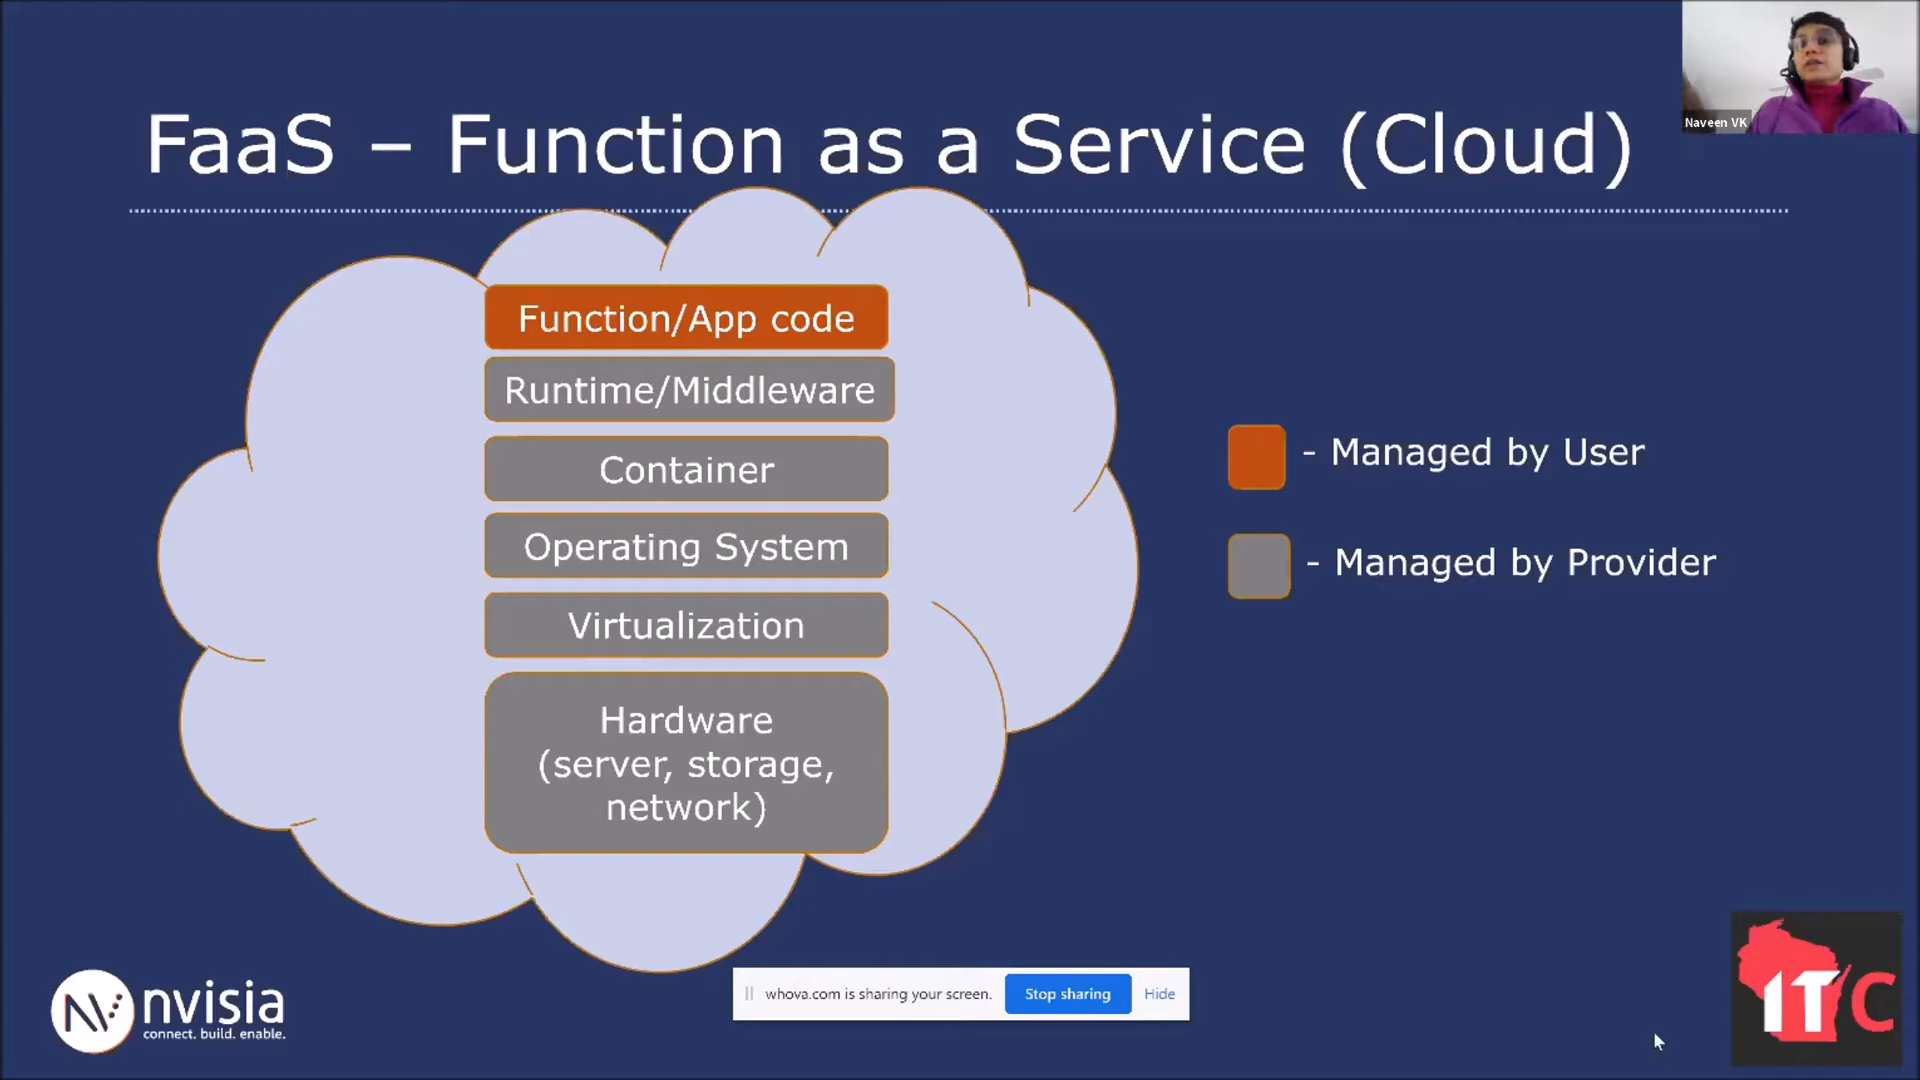 Naveen VK
FaaS – Function as a Service (Cloud)
Function/App code
Runtime/Middleware
Container
Operating System
Virtualization
Hardware
(server, storage,
network)
- Managed by User
- Managed by Provider
nvisia
connect. build. enable.
whova.com is sharing your screen.
Stop sharing
Hide
ITC